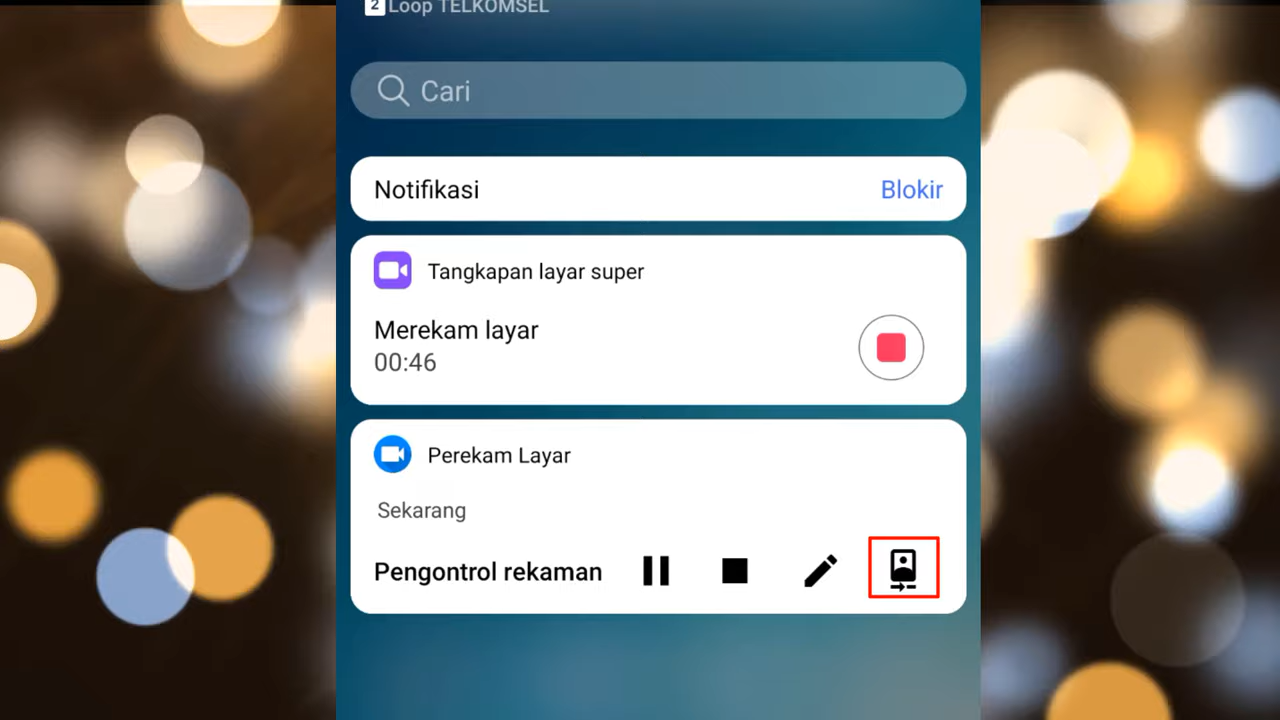 2 Loop TELKOMSEL
Cari
Notifikasi
Blokir
Tangkapan layar super
Merekam layar
00:46
Perekam Layar
Sekarang
Pengontrol rekaman